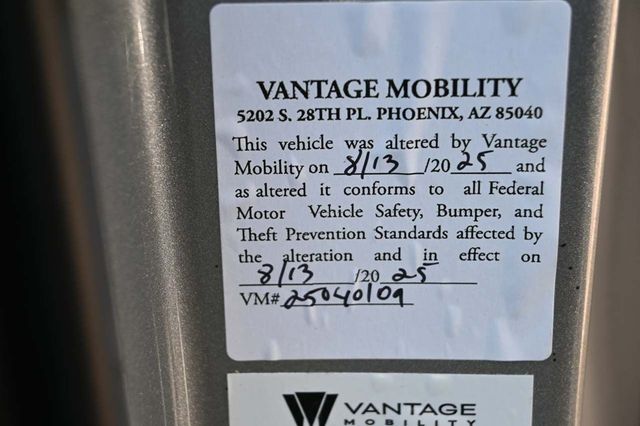 VANTAGE MOBILITY
5202 S. 28TH PL. PHOENIX, AZ 85040
This vehicle was altered by Vantage
Mobility on 8/13 /20 25 and
as altered it conforms to all Federal
Motor Vehicle Safety, Bumper, and
Theft Prevention Standards affected by
the alteration and in effect on
8/13 /20 25
VM# 25040109
VANTAGE
MOBILITY